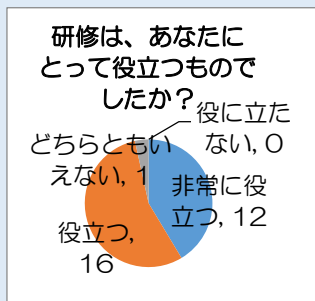 研修は、あなたに
とって役立つもので
したか？
役に立た
ない, 0
どちらともい
えない, 1
非常に役
立つ, 12
役立つ,
16